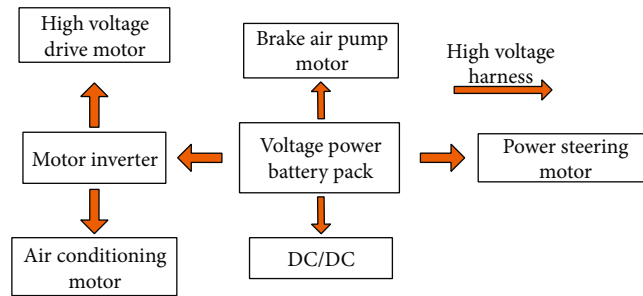 High voltage
drive motor
Brake air pump
motor
High voltage
harness
Motor inverter
Voltage power
battery pack
Power steering
motor
Air conditioning
motor
DC/DC